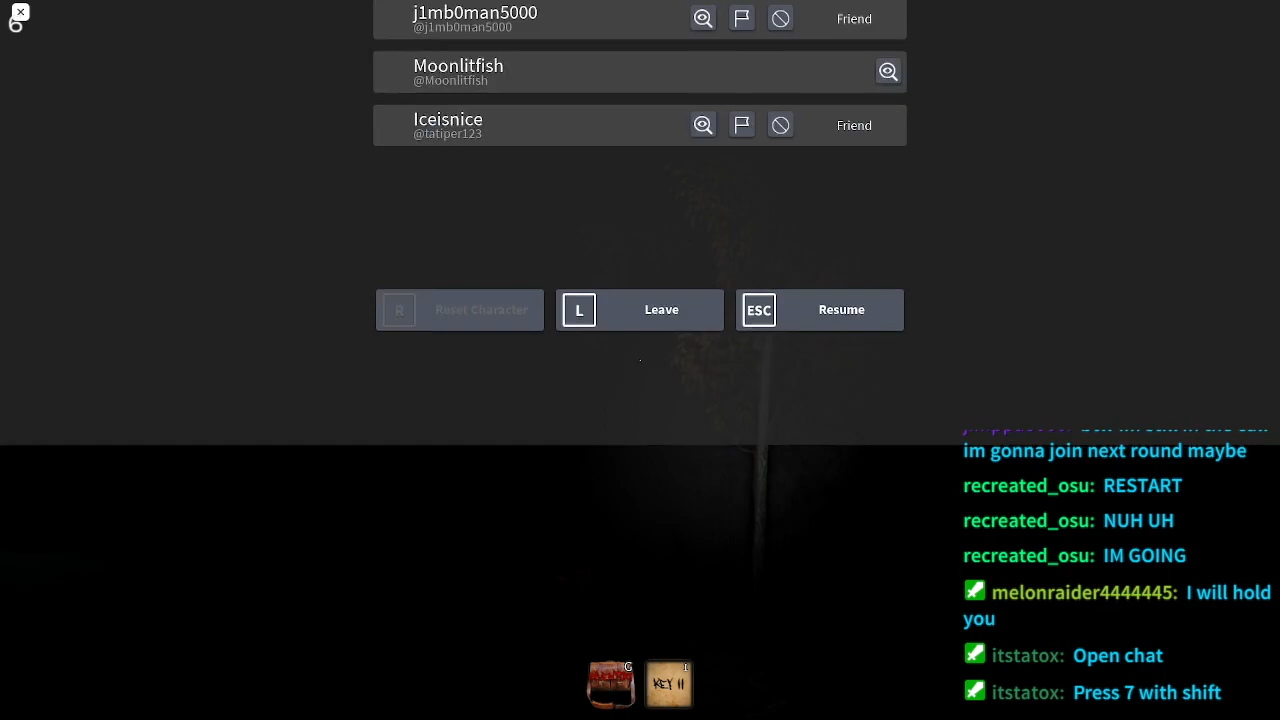 6
j1mb0man5000
@j1mb0man5000
Friend
Moonlitfish
@Moonlitfish
Iceisnice
@tatiper123
Friend
R Reset Character
L Leave
ESC Resume
im gonna join next round maybe
recreated_osu: RESTART
recreated_osu: NUH UH
recreated_osu: IM GOING
melonraider4444445: I will hold
you
itstatox: Open chat
itstatox: Press 7 with shift
G
1
KEY II